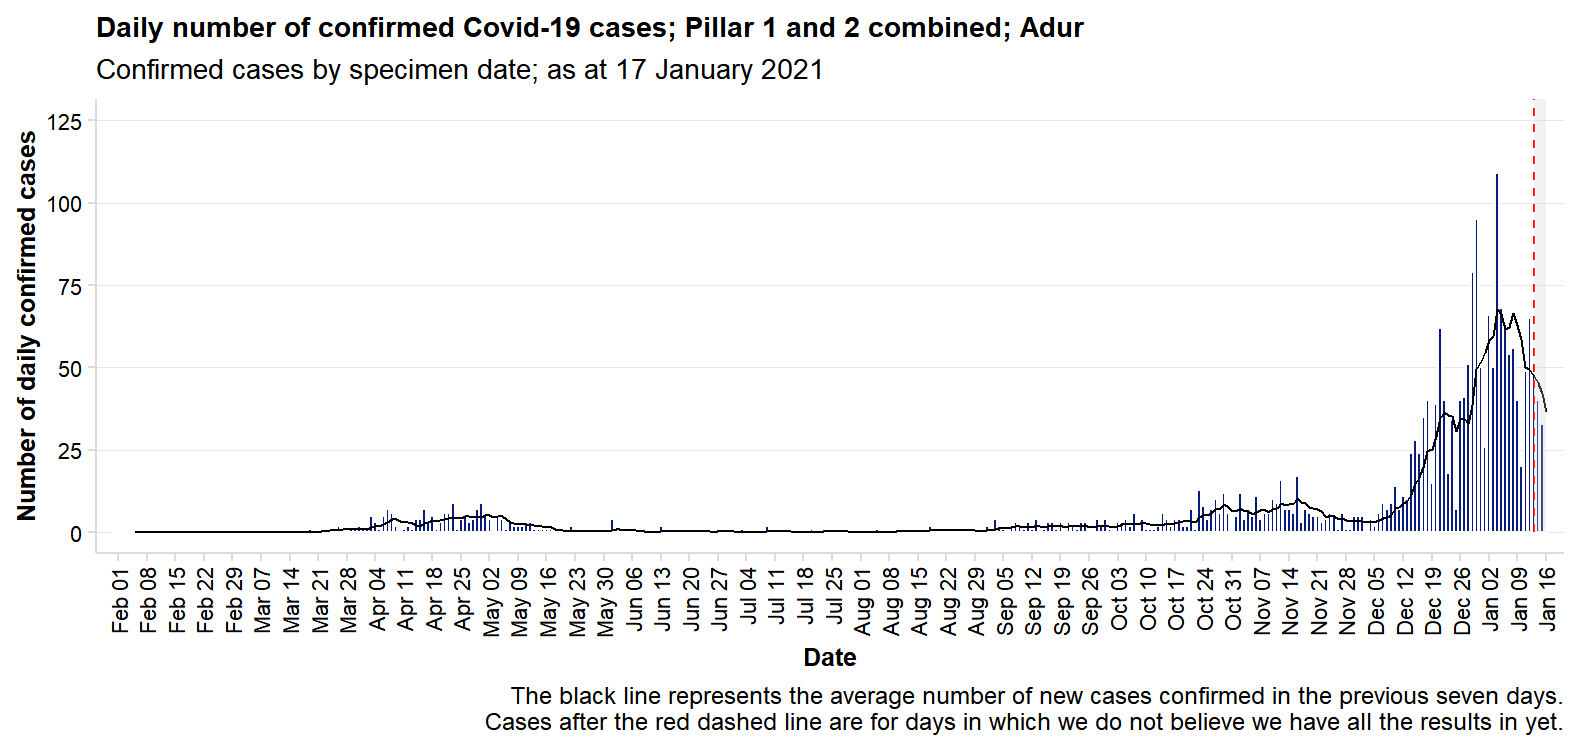 Daily number of confirmed Covid-19 cases; Pillar 1 and 2 combined; Adur
Confirmed cases by specimen date; as at 17 January 2021
Number of daily confirmed cases
125
100
75
50
25
0
Feb 01
Feb 08
Feb 15
Feb 22
Feb 29
Mar 07
Mar 14
Mar 21
Mar 28
Apr 04
Apr 11
Apr 18
Apr 25
May 02
May 09
May 16
May 23
May 30
Jun 06
Jun 13
Jun 20
Jun 27
Jul 04
Jul 11
Jul 18
Jul 25
Aug 01
Aug 08
Aug 15
Aug 22
Aug 29
Sep 05
Sep 12
Sep 19
Sep 26
Oct 03
Oct 10
Oct 17
Oct 24
Oct 31
Nov 07
Nov 14
Nov 21
Nov 28
Dec 05
Dec 12
Dec 19
Dec 26
Jan 02
Jan 09
Jan 16
Date
The black line represents the average number of new cases confirmed in the previous seven days.
Cases after the red dashed line are for days in which we do not believe we have all the results in yet.